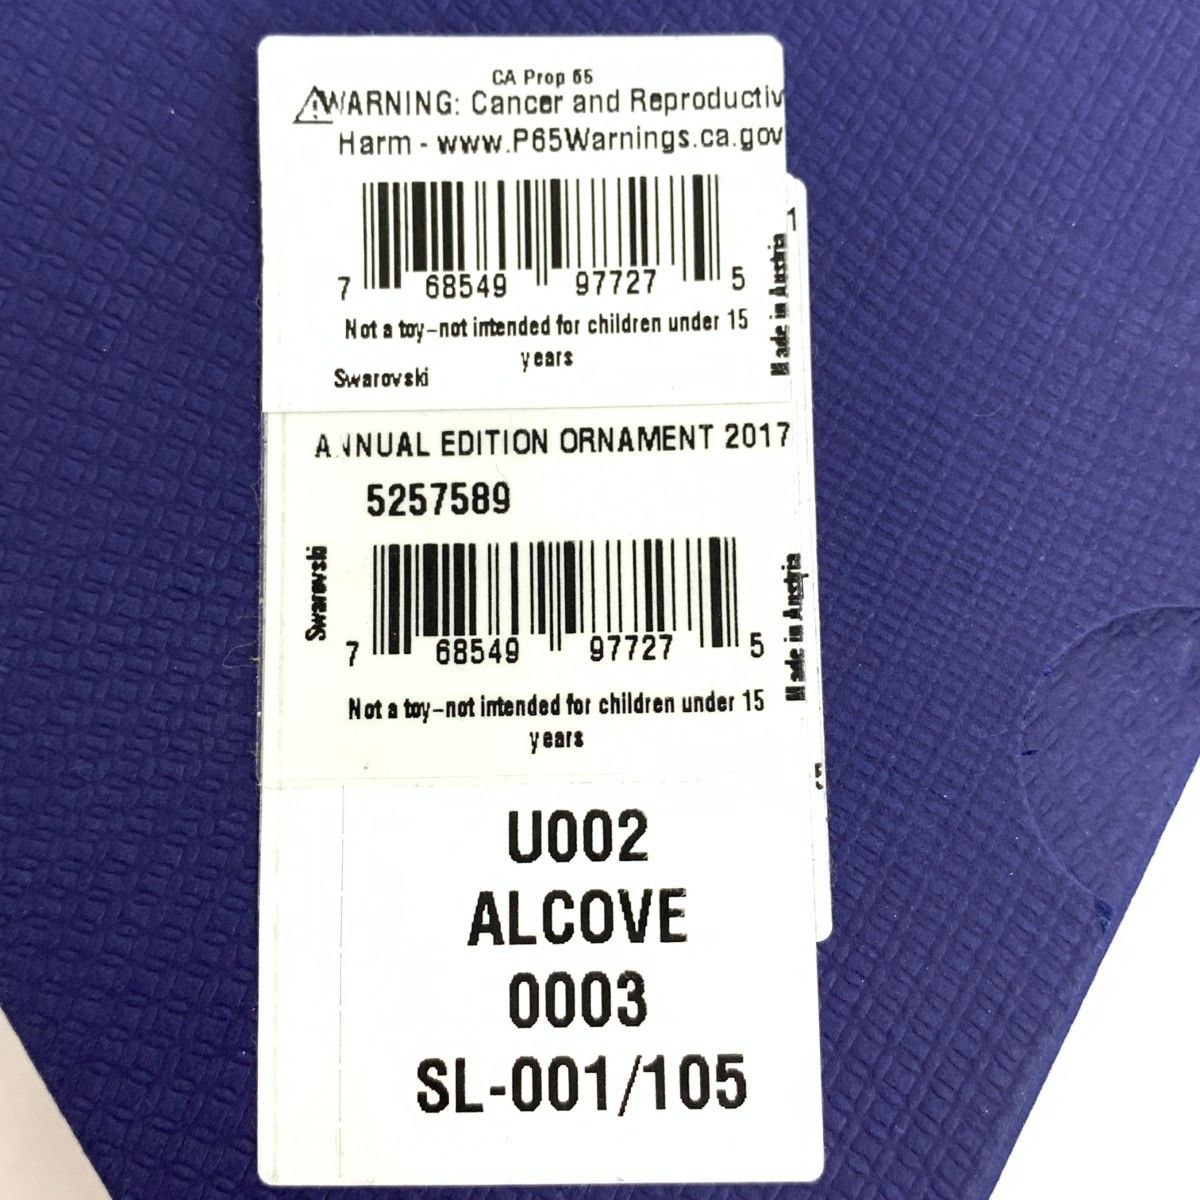 CA Prop 65
WARNING: Cancer and Reproductiv
Harm - www.P65Warnings.ca.gov
7 68549 97727 5
Not a toy-not intended for children under 15
years
Swarovski
Made in Austria
1
ANNUAL EDITION ORNAMENT 2017
5257589
Swarovski
7 68549 97727 5
Made in Austria
Not a toy-not intended for children under 15
years
5
U002
ALCOVE
0003
SL-001/105